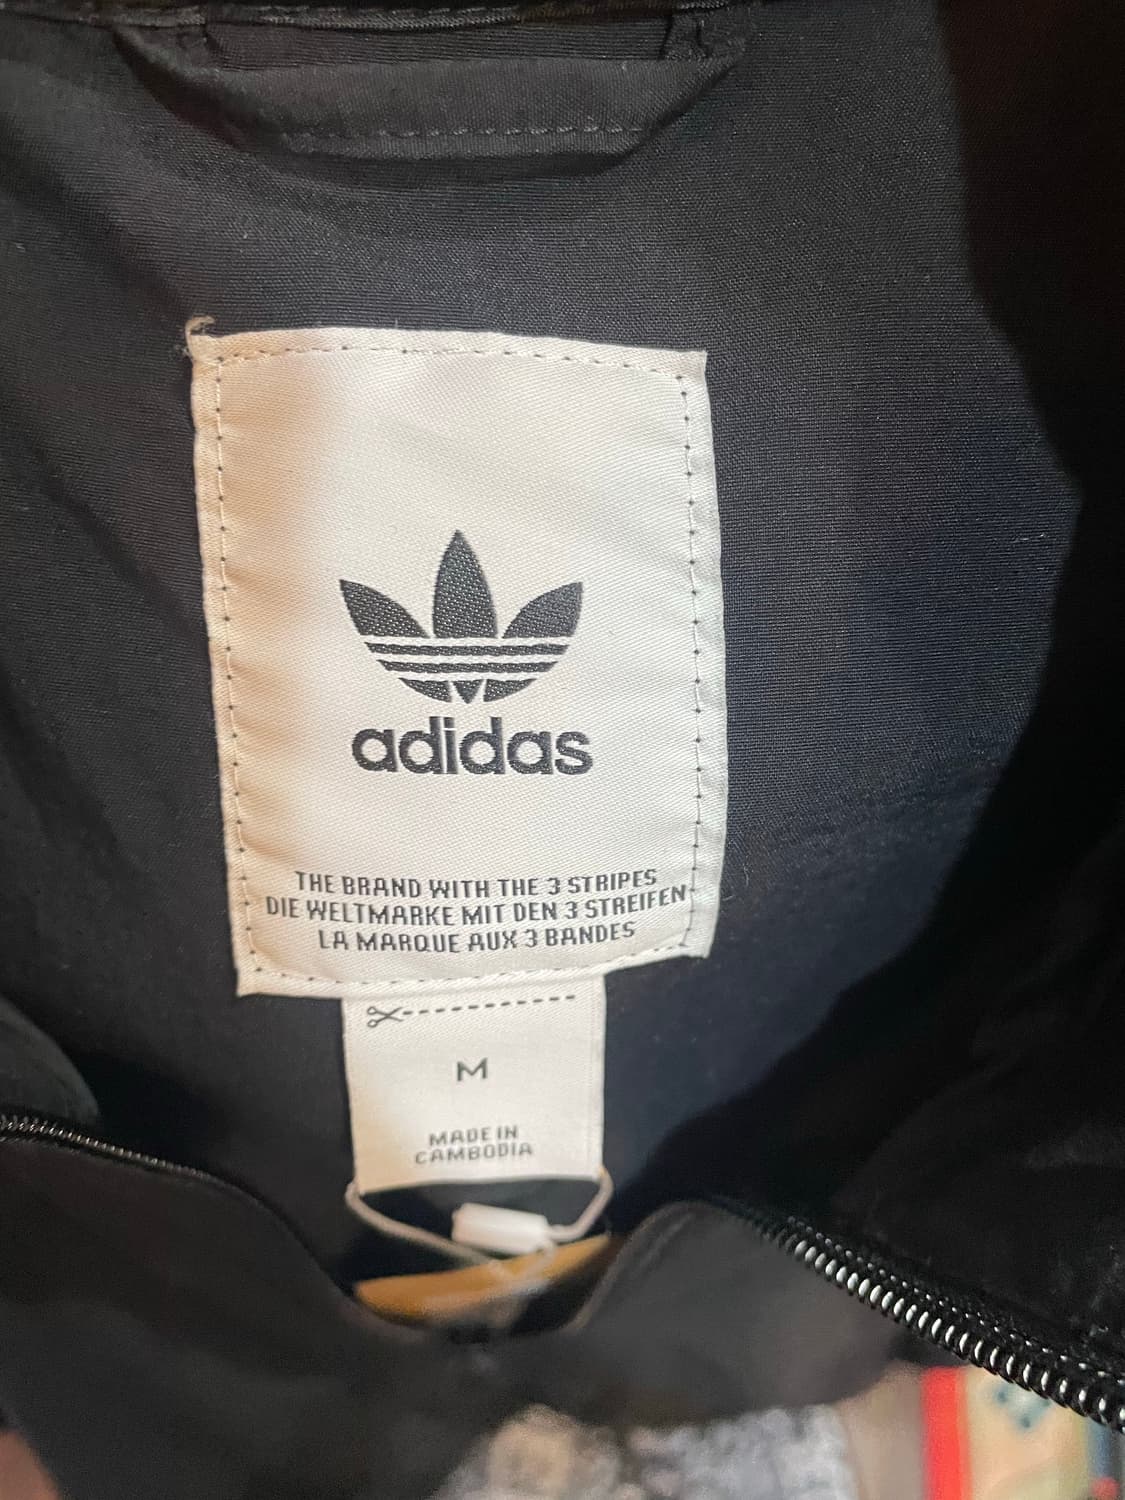 adidas
THE BRAND WITH THE 3 STRIPES
DIE WELTMARKE MIT DEN 3 STREIFEN
LA MARQUE AUX 3 BANDES
M
MADE IN
CAMBODIA